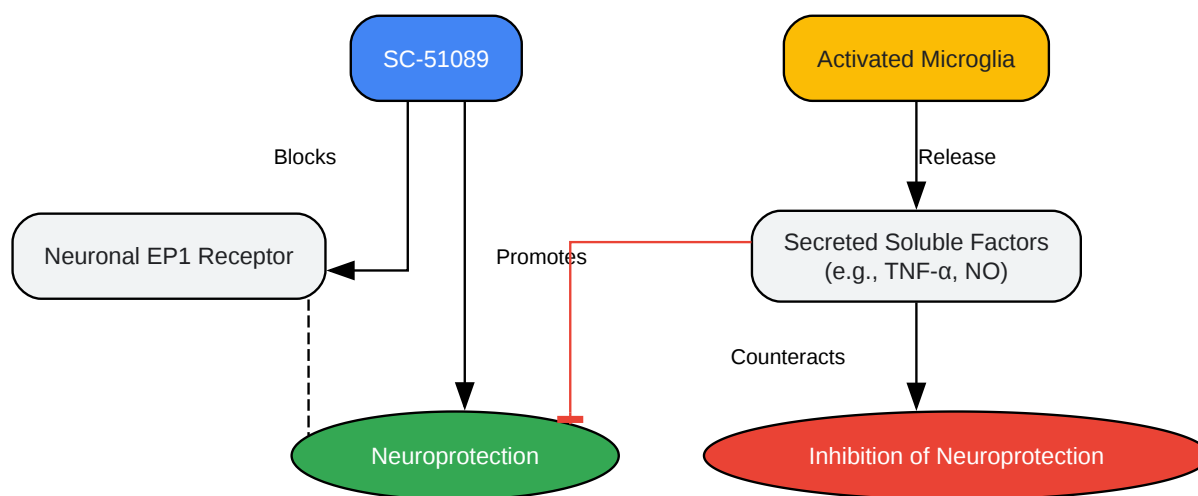 SC-51089
Activated Microglia
Blocks
Release
Neuronal EP1 Receptor
Promotes
Secreted Soluble Factors
(e.g., TNF-α, NO)
Counteracts
Neuroprotection
Inhibition of Neuroprotection